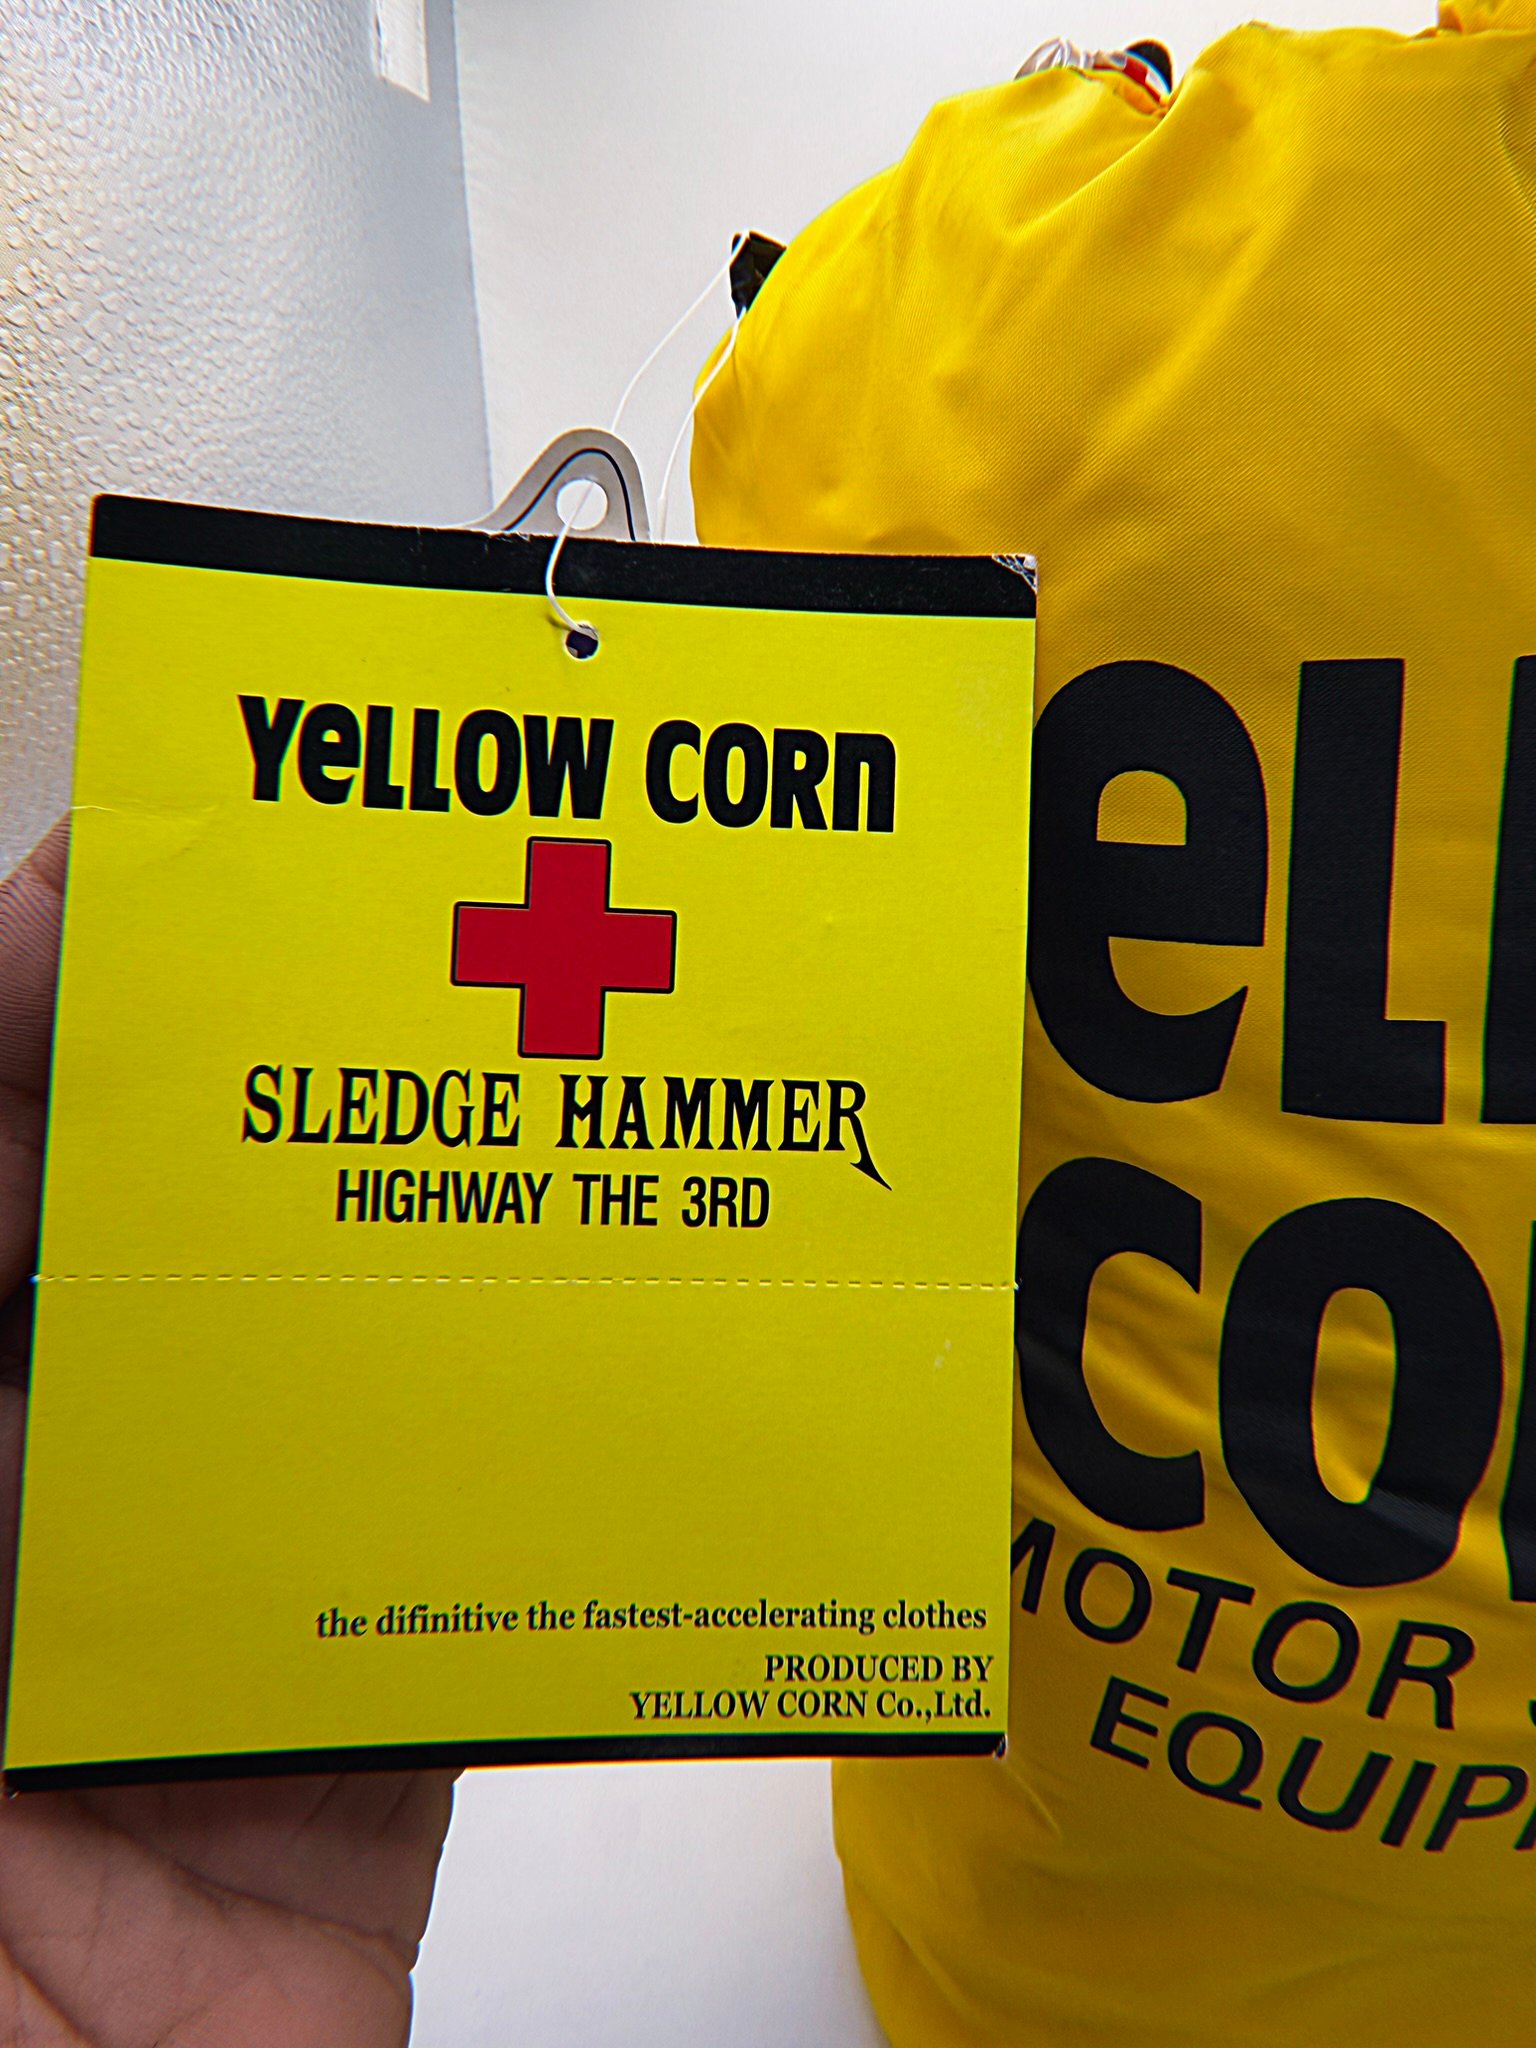 YeLLOW CORn
SLEDGE HAMMER
HIGHWAY THE 3RD
the difinitive the fastest-accelerating clothes
PRODUCED BY
YELLOW CORN Co.,Ltd.
eLL
CO
MOTOR
EQUIP